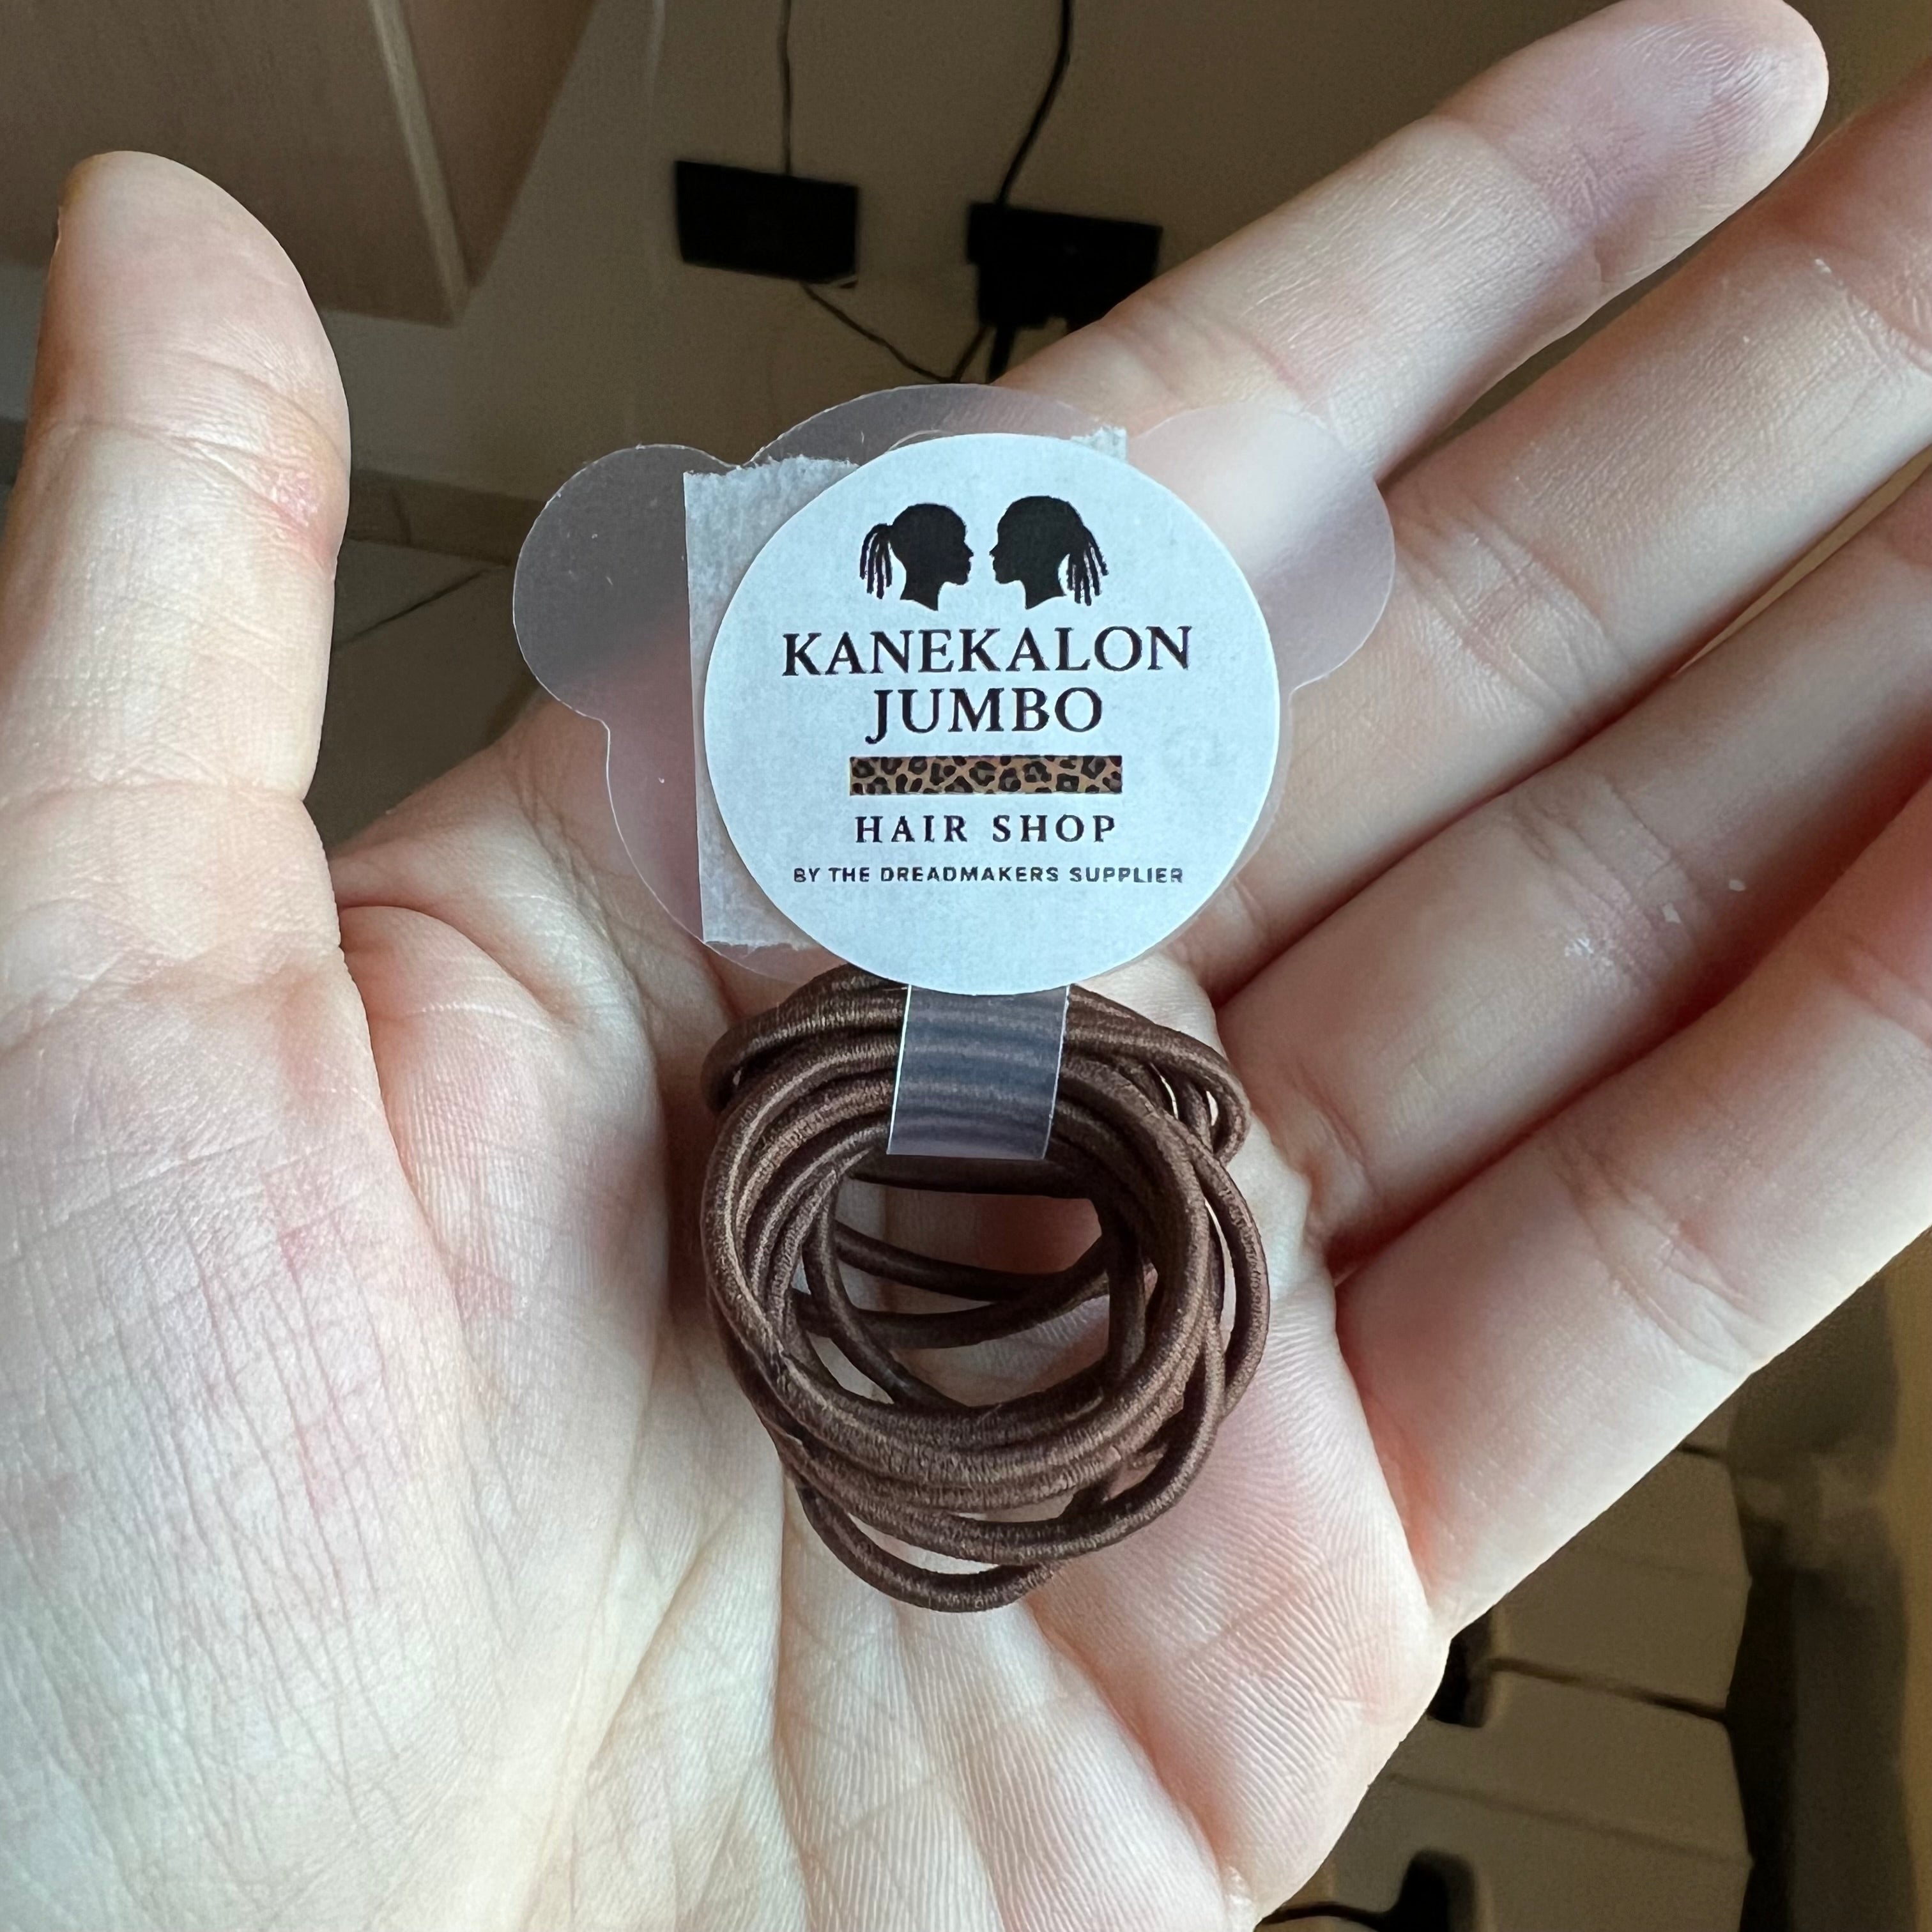 KANEKALON
JUMBO
HAIR SHOP
BY THE DREADMAKERS SUPPLIER